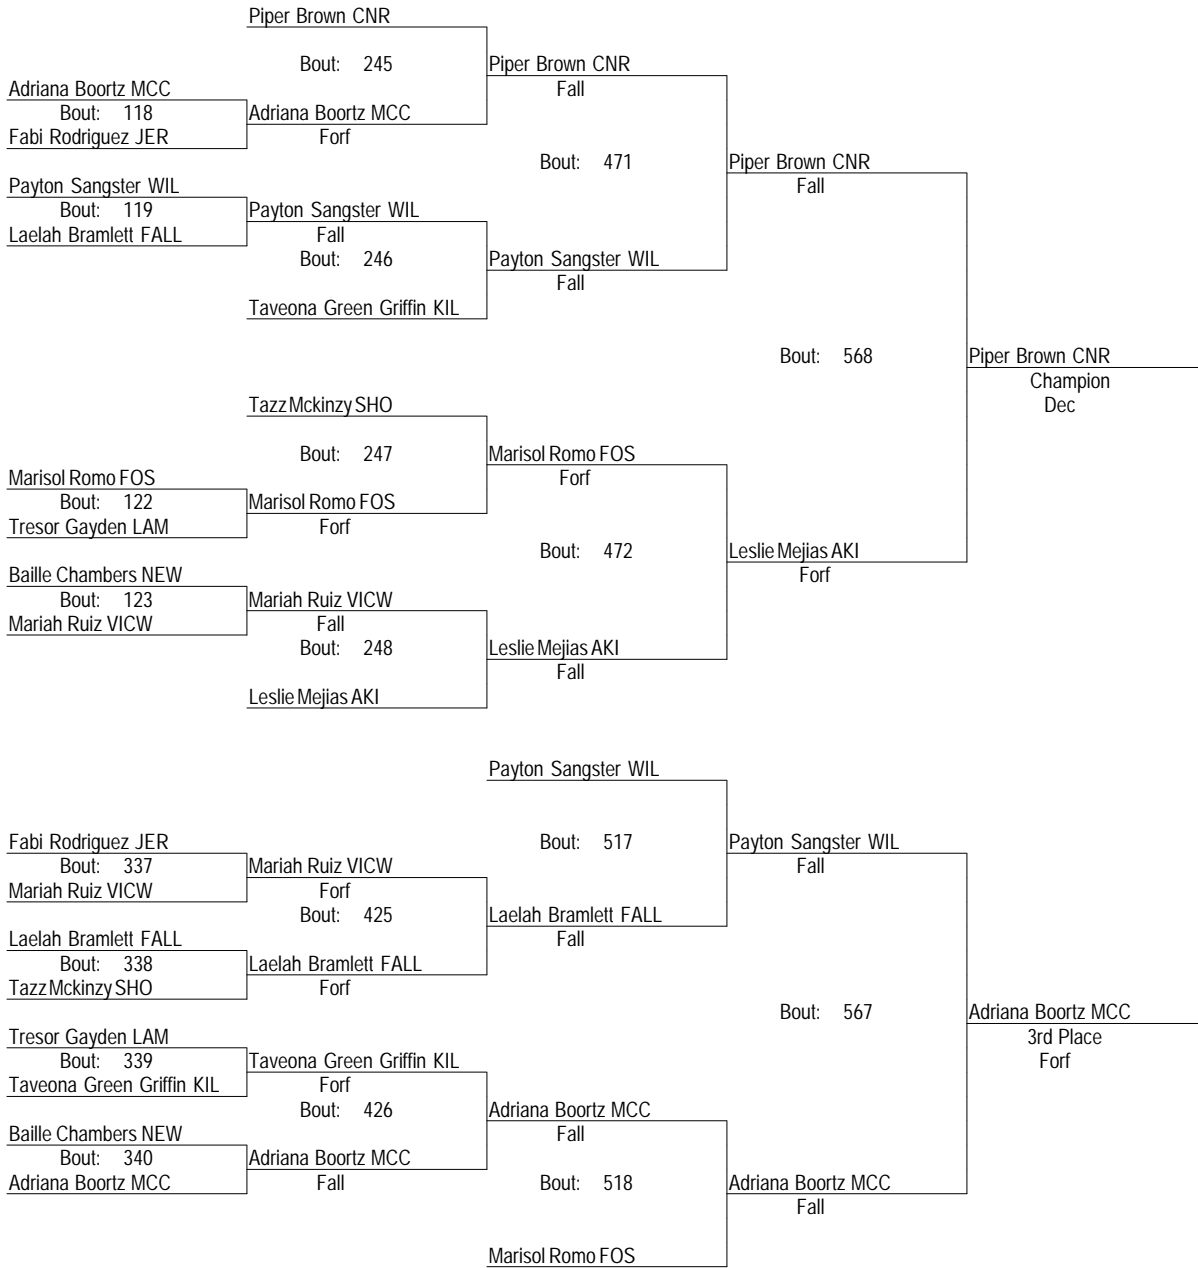 Piper Brown CNR
Bout: 245
Piper Brown CNR
Fall
Adriana Boortz MCC
Bout: 118
Adriana Boortz MCC
Fabi Rodriguez JER
Forf
Bout: 471
Piper Brown CNR
Fall
Payton Sangster WIL
Bout: 119
Payton Sangster WIL
Laelah Bramlett FALL
Fall
Bout: 246
Payton Sangster WIL
Fall
Taveona Green Griffin KIL
Bout: 568
Piper Brown CNR
Champion
Dec
Tazz Mckinzy SHO
Bout: 247
Marisol Romo FOS
Forf
Marisol Romo FOS
Bout: 122
Marisol Romo FOS
Tresor Gayden LAM
Forf
Bout: 472
Leslie Mejias AKI
Forf
Baille Chambers NEW
Bout: 123
Mariah Ruiz VICW
Mariah Ruiz VICW
Fall
Bout: 248
Leslie Mejias AKI
Fall
Leslie Mejias AKI
Payton Sangster WIL
Bout: 517
Payton Sangster WIL
Fall
Fabi Rodriguez JER
Bout: 337
Mariah Ruiz VICW
Mariah Ruiz VICW
Forf
Bout: 425
Laelah Bramlett FALL
Fall
Laelah Bramlett FALL
Bout: 338
Laelah Bramlett FALL
Tazz Mckinzy SHO
Forf
Bout: 567
Adriana Boortz MCC
3rd Place
Forf
Tresor Gayden LAM
Bout: 339
Taveona Green Griffin KIL
Taveona Green Griffin KIL
Forf
Bout: 426
Adriana Boortz MCC
Fall
Baille Chambers NEW
Bout: 340
Adriana Boortz MCC
Adriana Boortz MCC
Fall
Bout: 518
Adriana Boortz MCC
Fall
Marisol Romo FOS